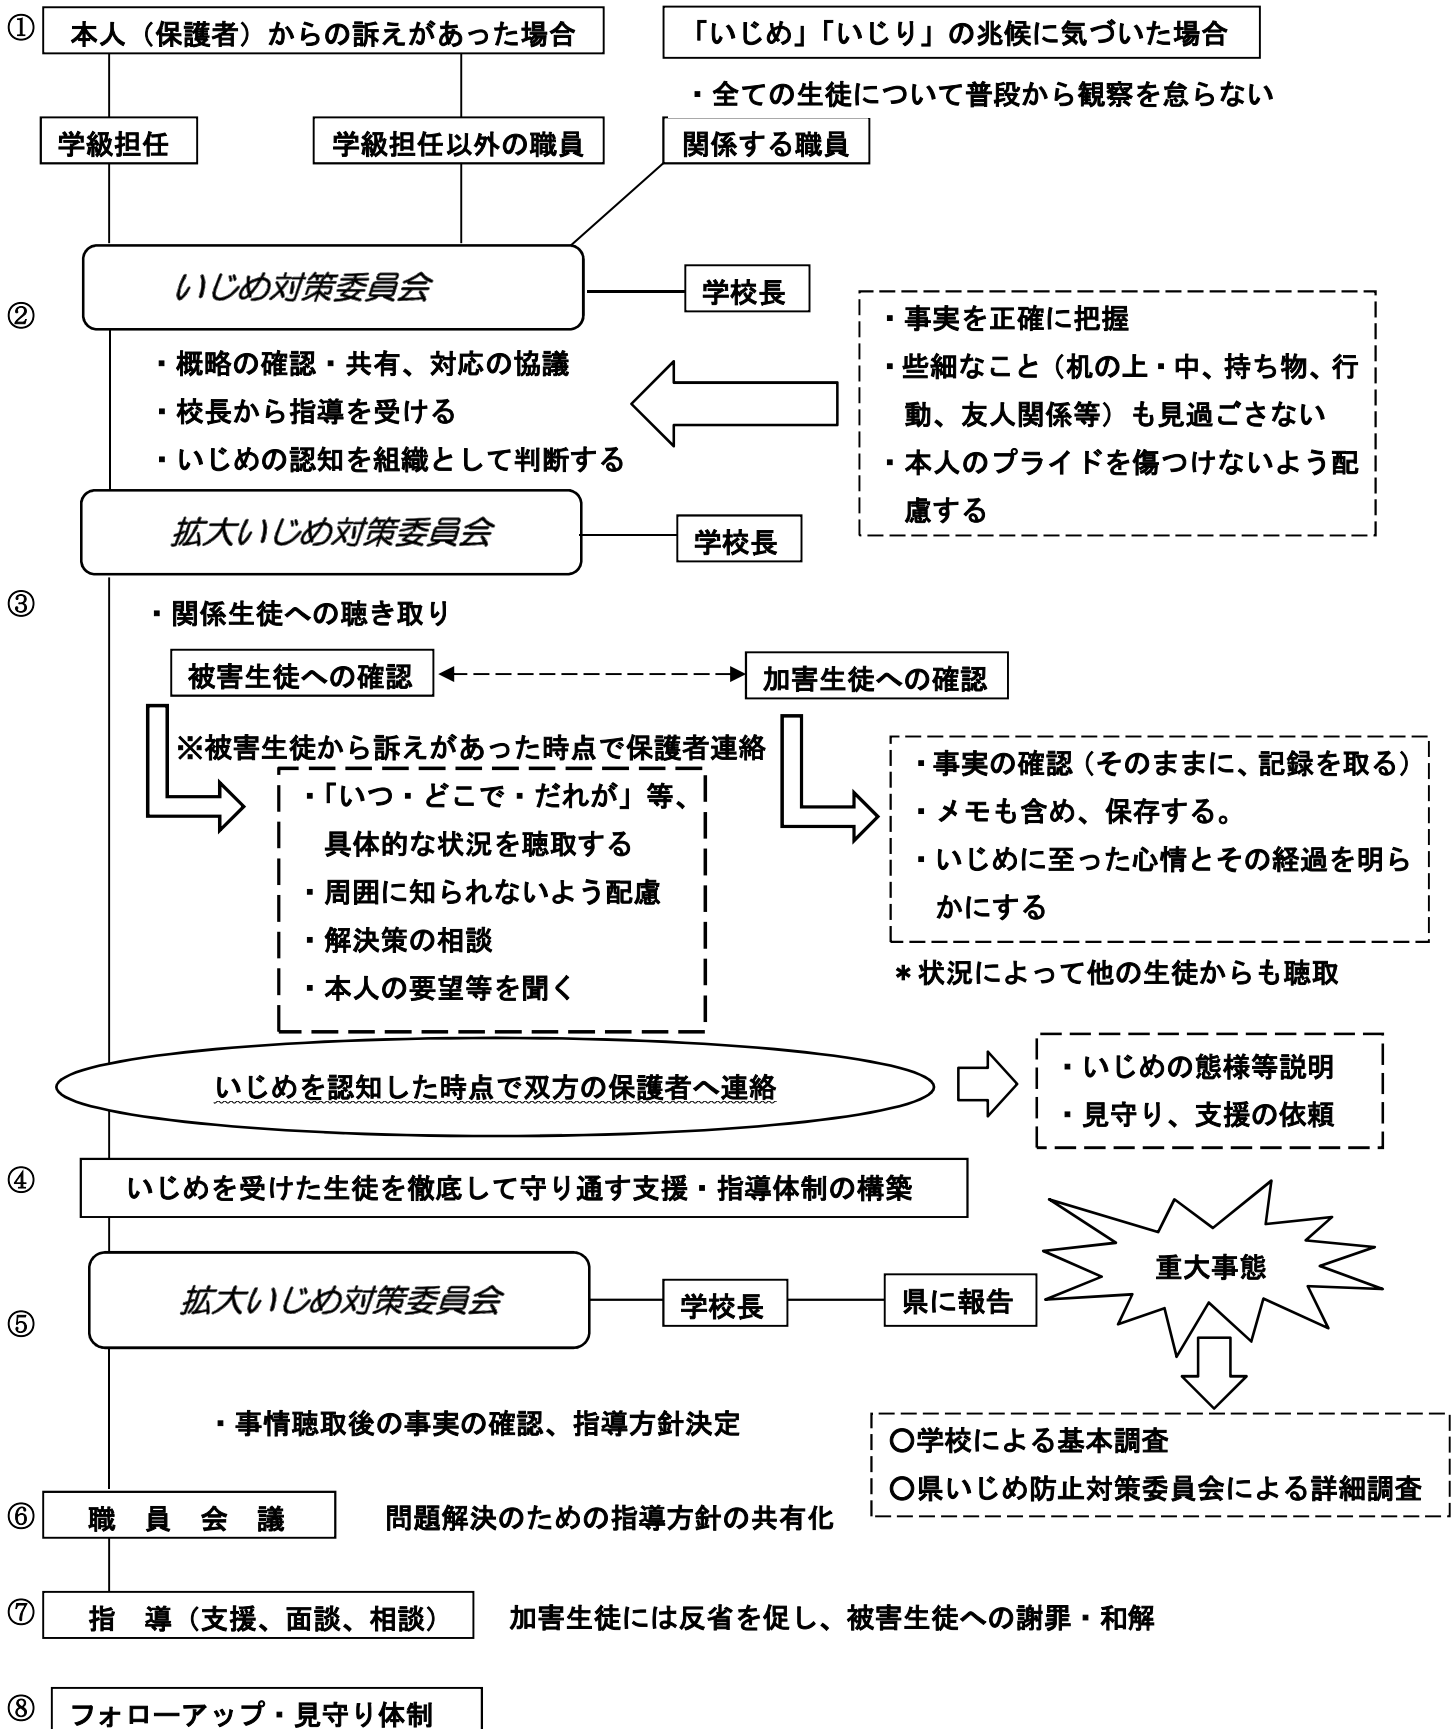 ①
本人（保護者）からの訴えがあった場合
「いじめ」「いじり」の兆候に気づいた場合
・全ての生徒について普段から観察を怠らない
学級担任
学級担任以外の職員
関係する職員
いじめ対策委員会
学校長
②
・概略の確認・共有、対応の協議
・校長から指導を受ける
・いじめの認知を組織として判断する
・事実を正確に把握
・些細なこと（机の上・中、持ち物、行
動、友人関係等）も見過ごさない
・本人のプライドを傷つけないよう配
慮する
拡大いじめ対策委員会
学校長
③
・関係生徒への聴き取り
被害生徒への確認
加害生徒への確認
※被害生徒から訴えがあった時点で保護者連絡
・「いつ・どこで・だれが」等、
具体的な状況を聴取する
・周囲に知られないよう配慮
・解決策の相談
・本人の要望等を聞く
・事実の確認（そのままに、記録を取る）
・メモも含め、保存する。
・いじめに至った心情とその経過を明ら
かにする
＊状況によって他の生徒からも聴取
いじめを認知した時点で双方の保護者へ連絡
・いじめの態様等説明
・見守り、支援の依頼
④
いじめを受けた生徒を徹底して守り通す支援・指導体制の構築
重大事態
拡大いじめ対策委員会
学校長
県に報告
⑤
・事情聴取後の事実の確認、指導方針決定
〇学校による基本調査
〇県いじめ防止対策委員会による詳細調査
⑥
職　員　会　議
問題解決のための指導方針の共有化
⑦
指　導（支援、面談、相談）
加害生徒には反省を促し、被害生徒への謝罪・和解
⑧
フォローアップ・見守り体制